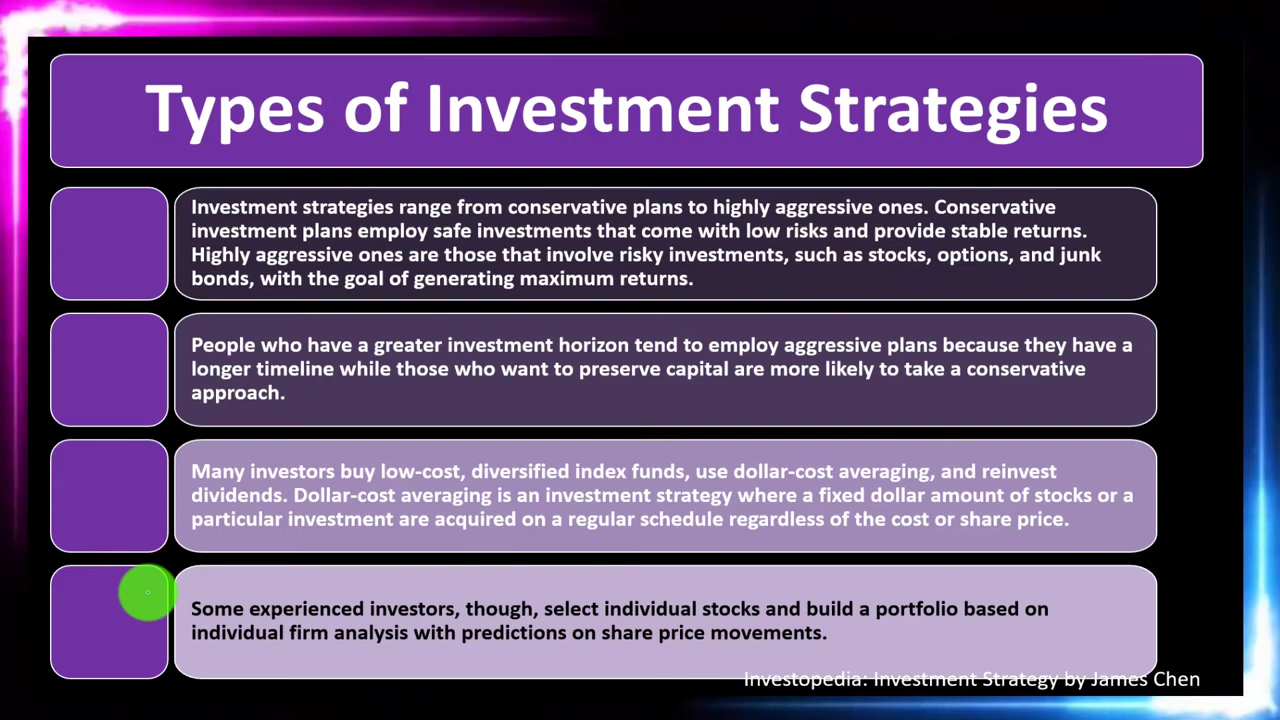 Types of Investment Strategies
Investment strategies range from conservative plans to highly aggressive ones. Conservative
investment plans employ safe investments that come with low risks and provide stable returns.
Highly aggressive ones are those that involve risky investments, such as stocks, options, and junk
bonds, with the goal of generating maximum returns.
People who have a greater investment horizon tend to employ aggressive plans because they have a
longer timeline while those who want to preserve capital are more likely to take a conservative
approach.
Many investors buy low-cost, diversified index funds, use dollar-cost averaging, and reinvest
dividends. Dollar-cost averaging is an investment strategy where a fixed dollar amount of stocks or a
particular investment are acquired on a regular schedule regardless of the cost or share price.
Some experienced investors, though, select individual stocks and build a portfolio based on
individual firm analysis with predictions on share price movements.
Investopedia: Investment Strategy by James Chen